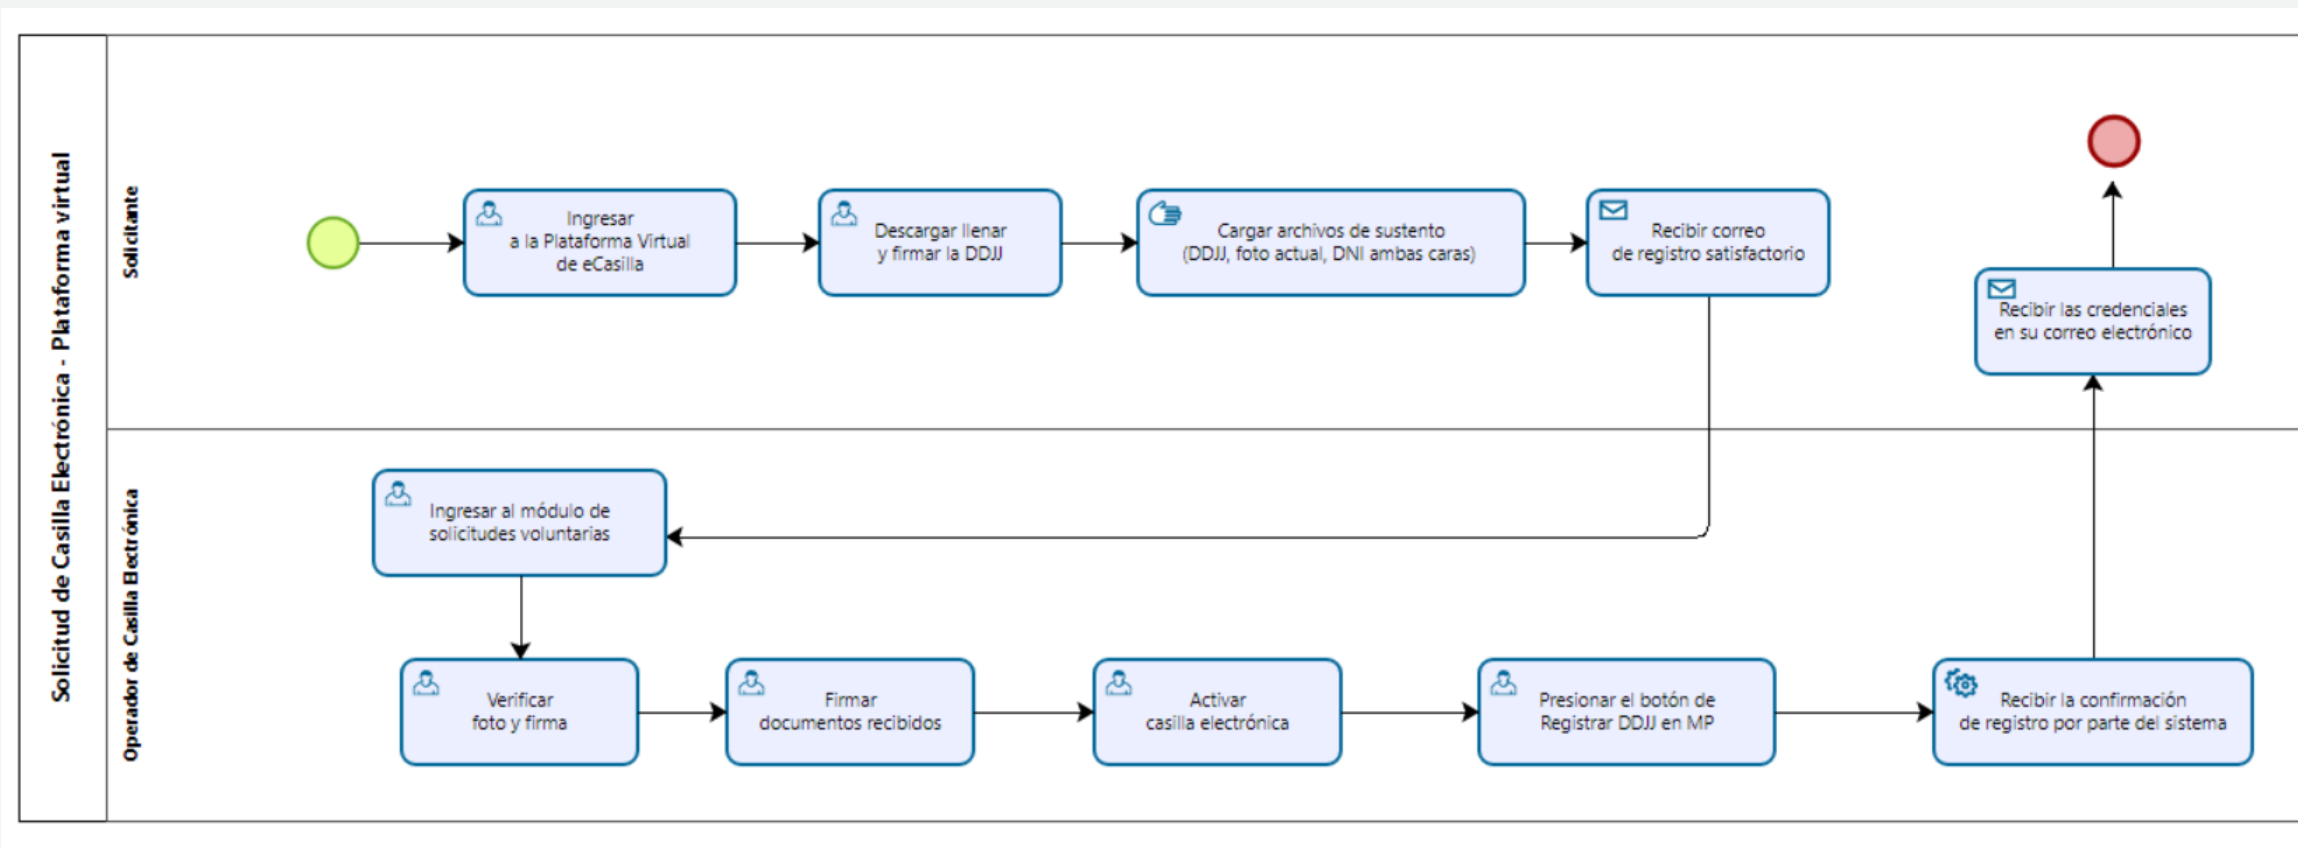 Solicitud de Casilla Electrónica - Plataforma virtual
Solicitante
Ingresar
a la Plataforma Virtual
de eCasilla
Descargar llenar
y firmar la DDJJ
Cargar archivos de sustento
(DDJJ, foto actual, DNI ambas caras)
Recibir correo
de registro satisfactorio
Recibir las credenciales
en su correo electrónico
Operador de Casilla Electrónica
Ingresar al módulo de
solicitudes voluntarias
Verificar
foto y firma
Firmar
documentos recibidos
Activar
casilla electrónica
Presionar el botón de
Registrar DDJJ en MP
Recibir la confirmación
de registro por parte del sistema